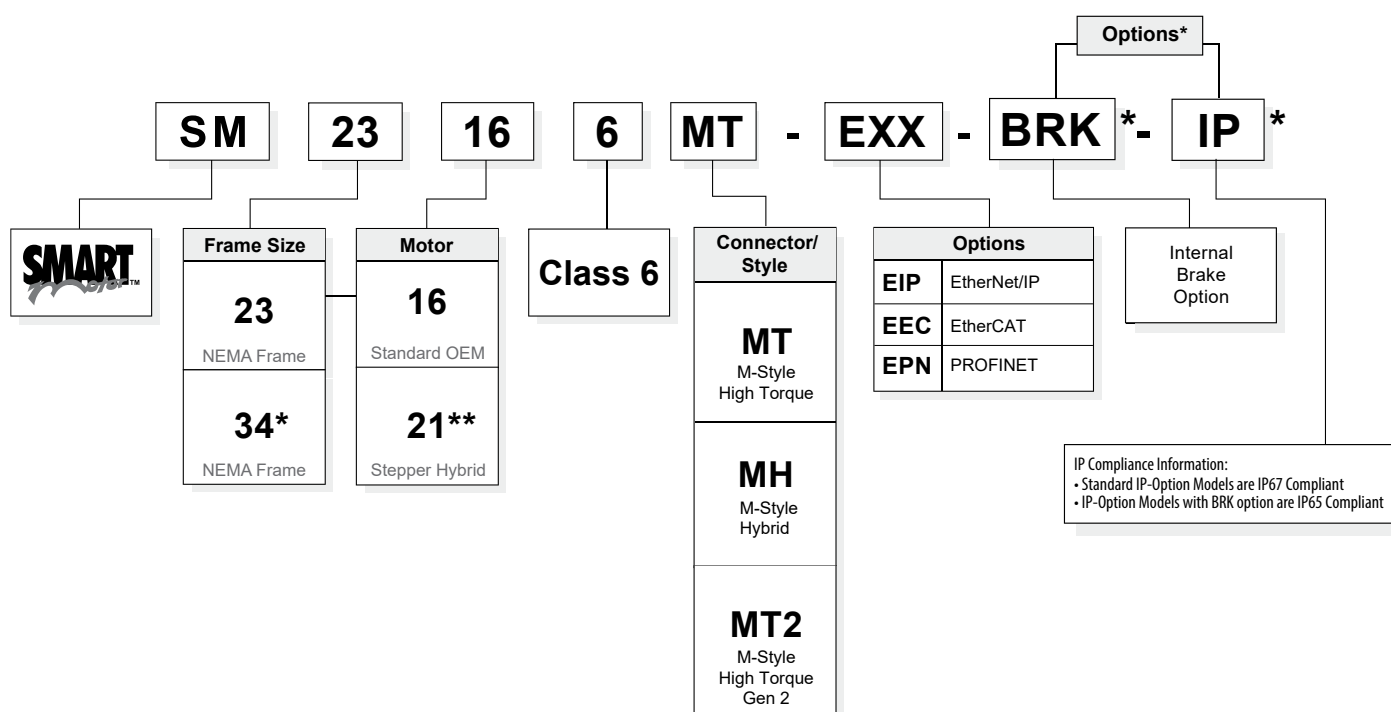 Options*
SM 23 16 6 MT - EXX - BRK *- IP *
SMART
Motor™
Frame Size
23
NEMA Frame
34*
NEMA Frame
Motor
16
Standard OEM
21**
Stepper Hybrid
Class 6
Connector/
Style
MT
M-Style
High Torque
MH
M-Style
Hybrid
MT2
M-Style
High Torque
Gen 2
Options
EIP EtherNet/IP
EEC EtherCAT
EPN PROFINET
Internal
Brake
Option
IP Compliance Information:
• Standard IP-Option Models are IP67 Compliant
• IP-Option Models with BRK option are IP65 Compliant